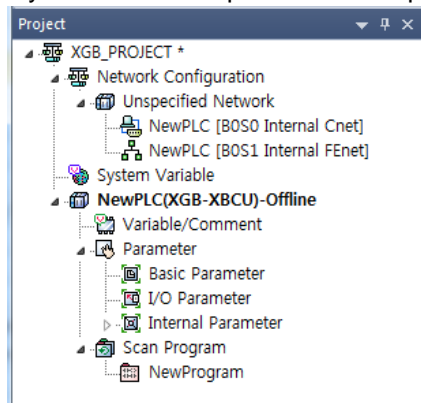 Project
XGB_PROJECT *
Network Configuration
Unspecified Network
NewPLC [B0S0 Internal Cnet]
NewPLC [B0S1 Internal FEnet]
System Variable
NewPLC(XGB-XBCU)-Offline
Variable/Comment
Parameter
Basic Parameter
I/O Parameter
Internal Parameter
Scan Program
NewProgram